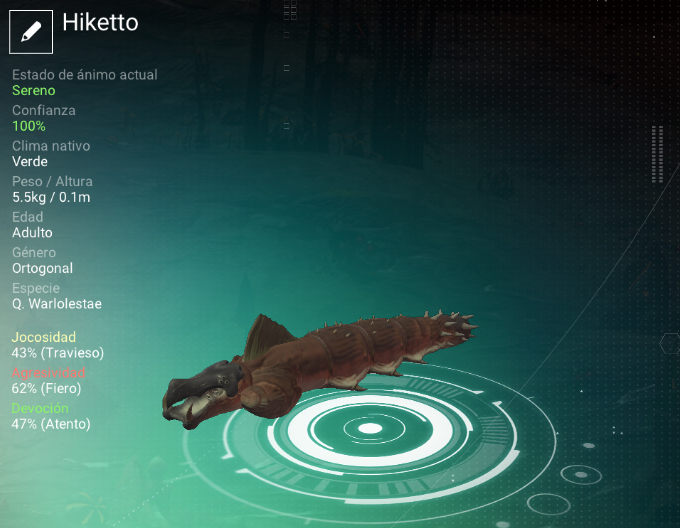 Hiketto
Estado de ánimo actual
Sereno
Confianza
100%
Clima nativo
Verde
Peso / Altura
5.5kg / 0.1m
Edad
Adulto
Género
Ortogonal
Especie
Q. Warlolestae
Jocosidad
43% (Travieso)
Agresividad
62% (Fiero)
Devoción
47% (Atento)